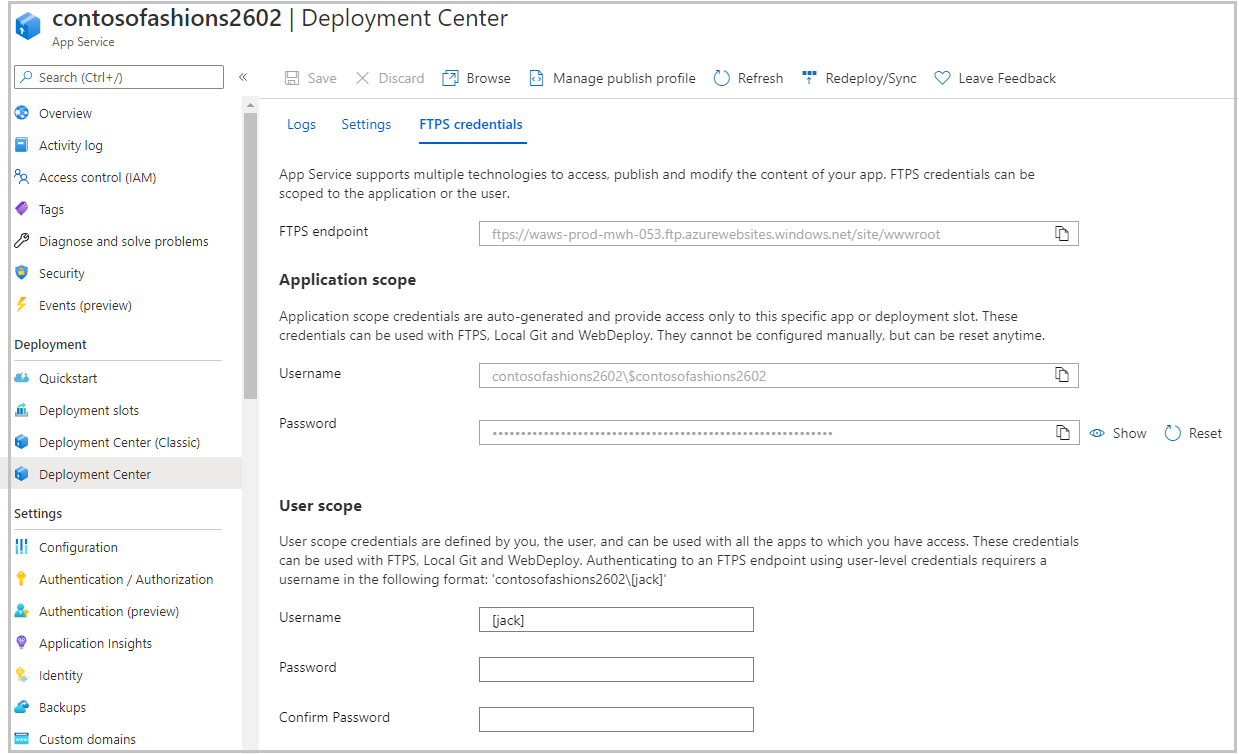 contosofashions2602 | Deployment Center
App Service
Search (Ctrl+/)
«
Save
Discard
Browse
Manage publish profile
Refresh
Redeploy/Sync
Leave Feedback
Overview
Activity log
Access control (IAM)
Tags
Diagnose and solve problems
Security
Events (preview)
Deployment
Quickstart
Deployment slots
Deployment Center (Classic)
Deployment Center
Settings
Configuration
Authentication / Authorization
Authentication (preview)
Application Insights
Identity
Backups
Custom domains
Logs
Settings
FTPS credentials
App Service supports multiple technologies to access, publish and modify the content of your app. FTPS credentials can be
scoped to the application or the user.
FTPS endpoint
ftps://waws-prod-mwh-053.ftp.azurewebsites.windows.net/site/wwwroot
Application scope
Application scope credentials are auto-generated and provide access only to this specific app or deployment slot. These
credentials can be used with FTPS, Local Git and WebDeploy. They cannot be configured manually, but can be reset anytime.
Username
contosofashions2602\$contosofashions2602
Password
Show
Reset
User scope
User scope credentials are defined by you, the user, and can be used with all the apps to which you have access. These credentials
can be used with FTPS, Local Git and WebDeploy. Authenticating to an FTPS endpoint using user-level credentials requirers a
username in the following format: 'contosofashions2602\[jack]'
Username
[jack]
Password
Confirm Password